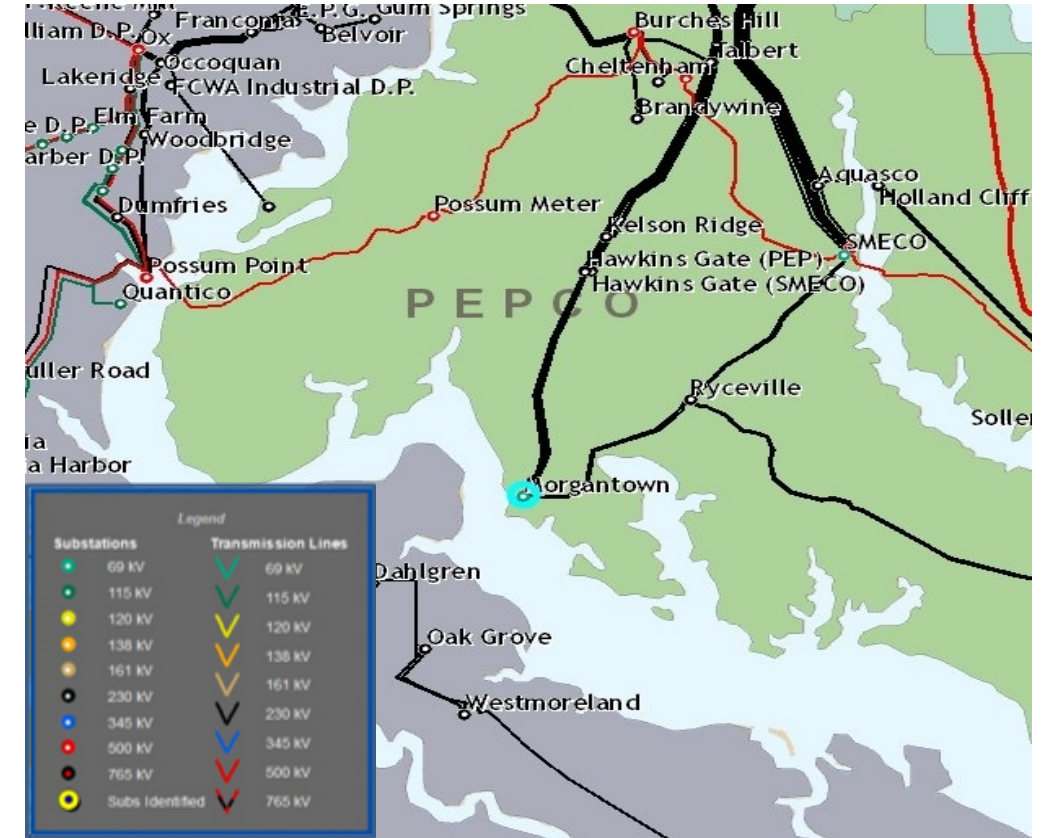 Franconia
E.P.G.
Gum Springs
Belvoir
lliam D.P.
Ox
Occoquan
Lakeridge
FCWA Industrial D.P.
Elm Farm
e D.P.
Woodbridge
arber D.P.
Dumfries
Possum Point
Quantico
uller Road
ia
a Harbor
Burches Hill
Talbert
Cheltenham
Brandywine
Aquasco
Holland Cliff
Possum Meter
Kelson Ridge
SMECO
Hawkins Gate (PEP)
Hawkins Gate (SMECO)
PEPCO
Ryceville
Soller
Morgantown
Dahlgren
Oak Grove
Westmoreland
Legend
Substations Transmission Lines
69 kV 69 kV
115 kV 115 kV
120 kV 120 kV
138 kV 138 kV
161 kV 161 kV
230 kV 230 kV
345 kV 345 kV
500 kV 500 kV
765 kV 765 kV
Subs Identified